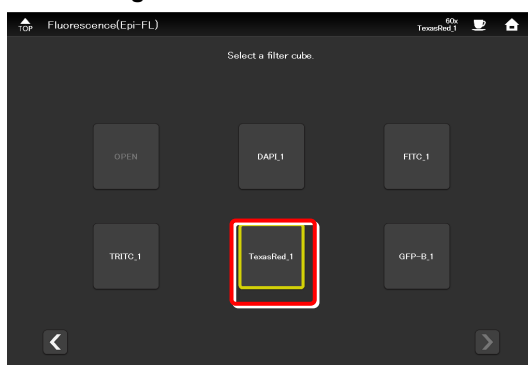 TOP Fluorescence(Epi-FL)
60x
TexasRed_1
Select a filter cube.
OPEN DAPI_1 FITC_1
TRITC_1 TexasRed_1 GFP-B_1